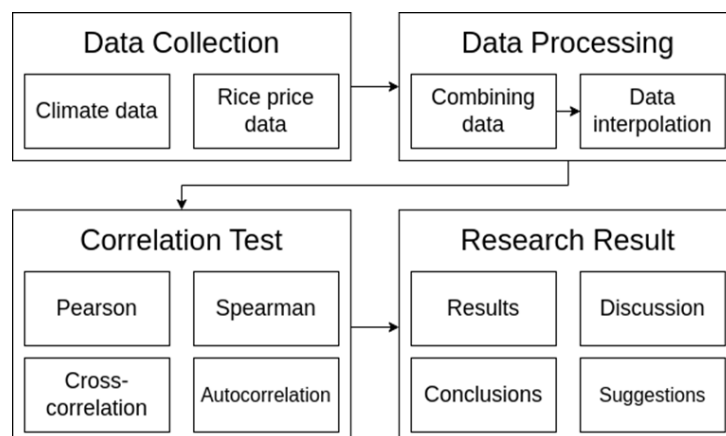 Data Collection
Climate data
Rice price
data
Data Processing
Combining
data
Data
interpolation
Correlation Test
Pearson
Spearman
Cross-
correlation
Autocorrelation
Research Result
Results
Discussion
Conclusions
Suggestions